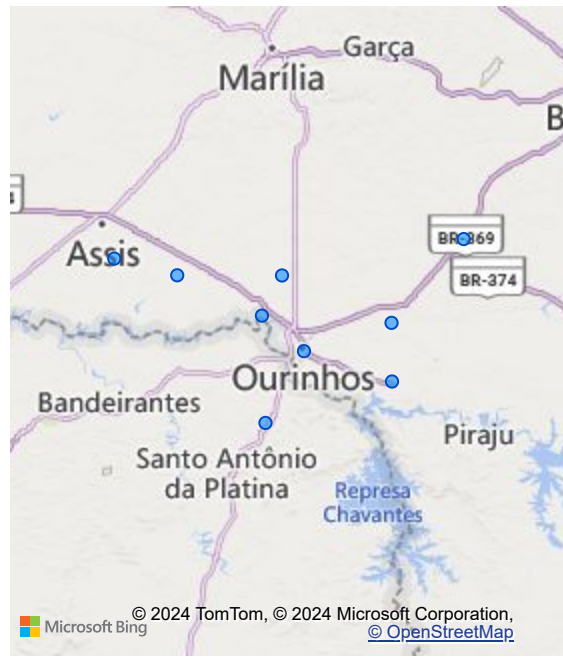 Garça
Marília
B
Assis
BR-369
BR-374
Ourinhos
Bandeirantes
Piraju
Santo Antônio
da Platina
Represa
Chavantes
© 2024 TomTom, © 2024 Microsoft Corporation,
Microsoft Bing
© OpenStreetMap